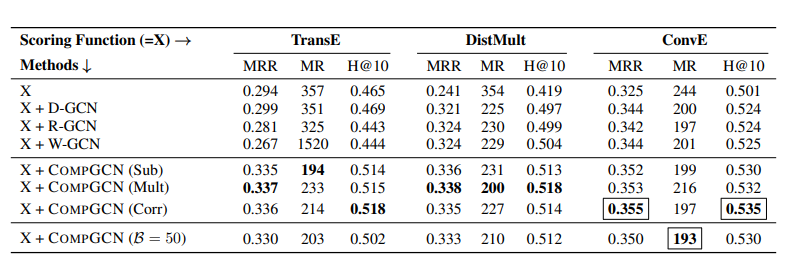 Scoring Function (=X) → TransE DistMult ConvE
Methods ↓ MRR MR H@10 MRR MR H@10 MRR MR H@10
X 0.294 357 0.465 0.241 354 0.419 0.325 244 0.501
X + D-GCN 0.299 351 0.469 0.321 225 0.497 0.344 200 0.524
X + R-GCN 0.281 325 0.443 0.324 230 0.499 0.342 197 0.524
X + W-GCN 0.267 1520 0.444 0.324 229 0.504 0.344 201 0.525
X + COMPGCN (Sub) 0.335 194 0.514 0.336 231 0.513 0.352 199 0.530
X + COMPGCN (Mult) 0.337 233 0.515 0.338 200 0.518 0.353 216 0.532
X + COMPGCN (Corr) 0.336 214 0.518 0.335 227 0.514 0.355 197 0.535
X + COMPGCN (ℬ = 50) 0.330 203 0.502 0.333 210 0.512 0.350 193 0.530